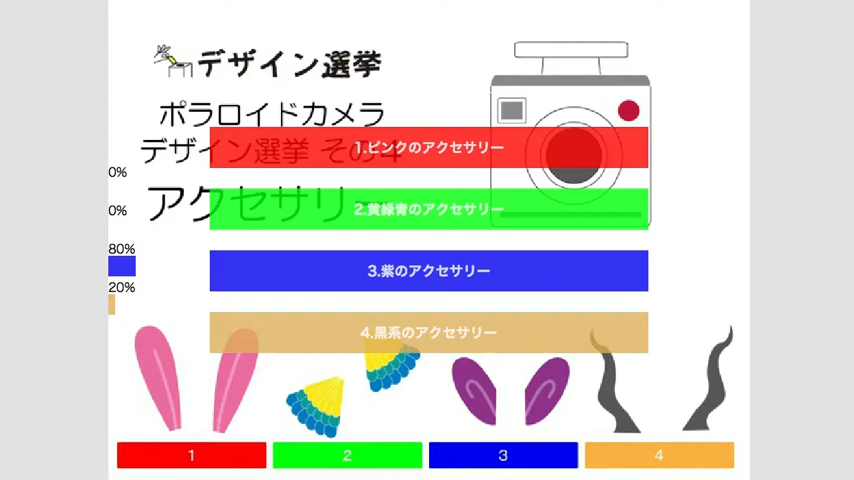 デザイン選挙
ポラロイドカメラ
デザイン選挙 その4
アクセサリー
0%
0%
80%
20%
1.ピンクのアクセサリー
2.黄緑青のアクセサリー
3.紫のアクセサリー
4.黒系のアクセサリー
1
2
3
4